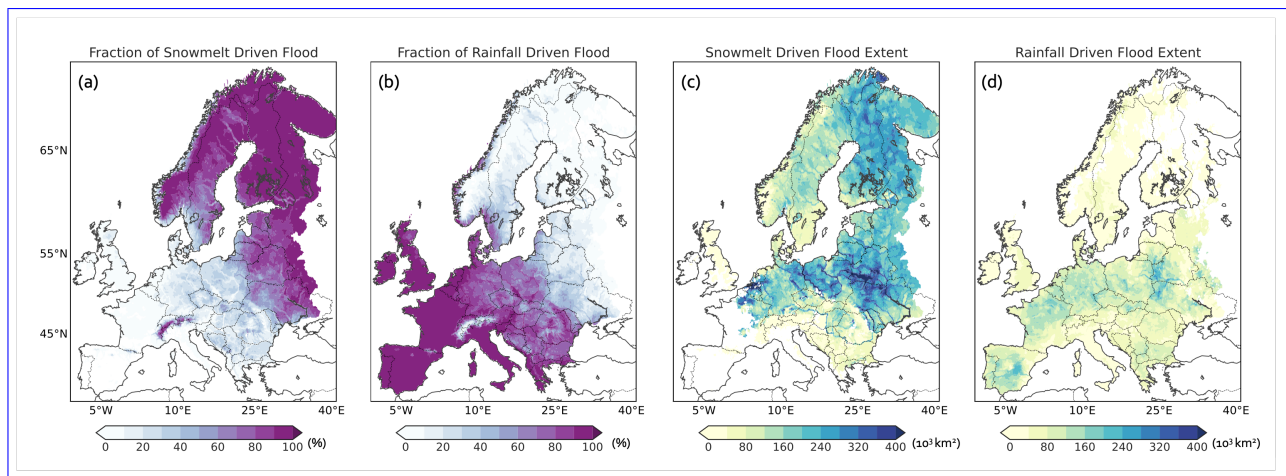 Fraction of Snowmelt Driven Flood
Fraction of Rainfall Driven Flood
Snowmelt Driven Flood Extent
Rainfall Driven Flood Extent
(a)
(b)
(c)
(d)
65°N
55°N
45°N
5°W 10°E 25°E 40°E
5°W 10°E 25°E 40°E
5°W 10°E 25°E 40°E
5°W 10°E 25°E 40°E
0 20 40 60 80 100 (%)
0 20 40 60 80 100 (%)
0 80 160 240 320 400 (10³ km²)
0 80 160 240 320 400 (10³ km²)